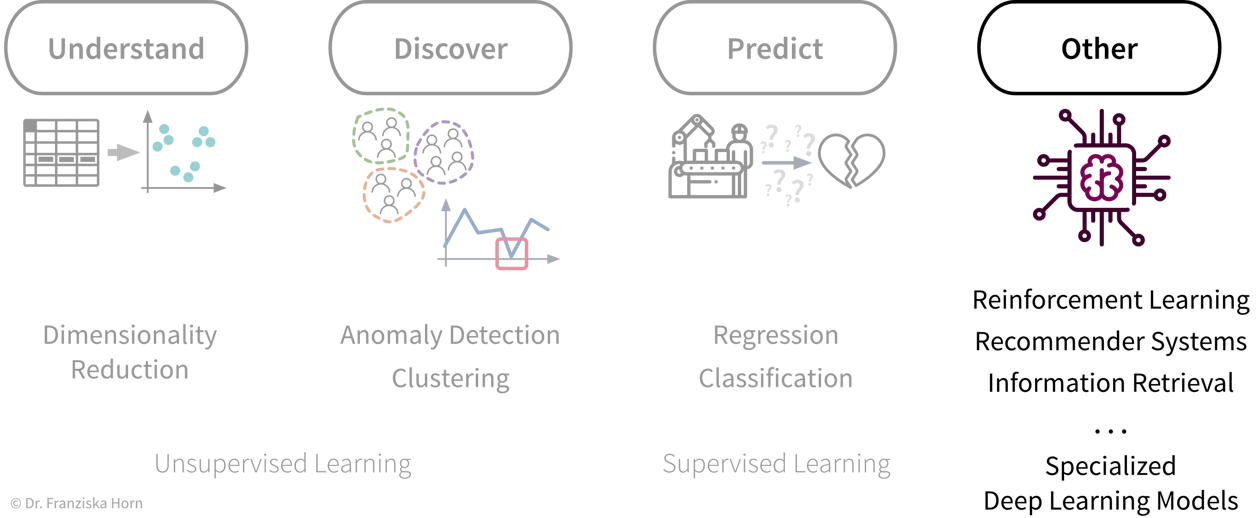 Understand
Discover
Predict
Other
Dimensionality
Reduction
Anomaly Detection
Clustering
Regression
Classification
Reinforcement Learning
Recommender Systems
Information Retrieval
...
Specialized
Deep Learning Models
Unsupervised Learning
Supervised Learning
© Dr. Franziska Horn